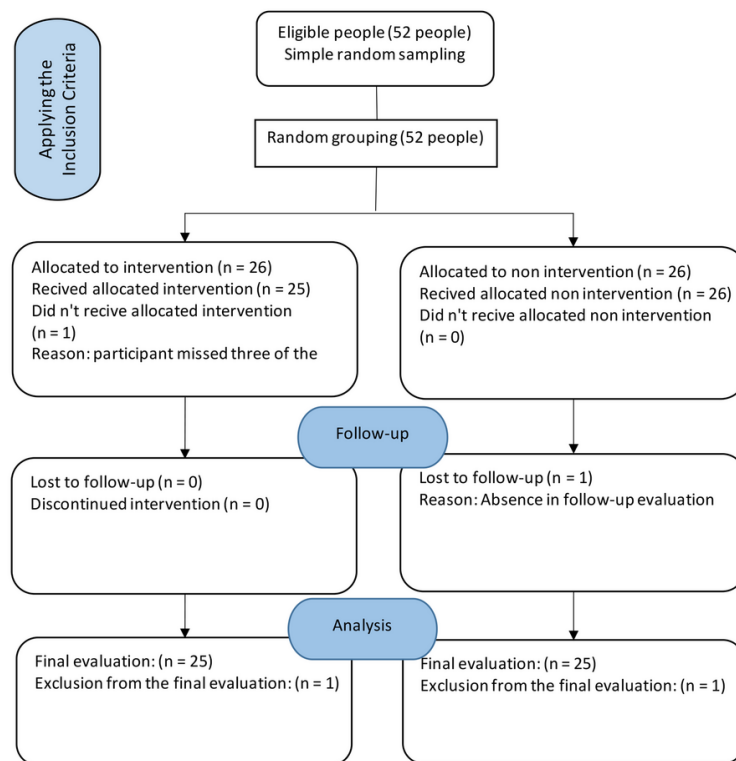 Applying the
Inclusion Criteria
Eligible people (52 people)
Simple random sampling
Random grouping (52 people)
Allocated to intervention (n = 26)
Recived allocated intervention (n = 25)
Did n't recive allocated intervention
(n = 1)
Reason: participant missed three of the
Allocated to non intervention (n = 26)
Recived allocated non intervention (n = 26)
Did n't recive allocated non intervention
(n = 0)
Follow-up
Lost to follow-up (n = 0)
Discontinued intervention (n = 0)
Lost to follow-up (n = 1)
Reason: Absence in follow-up evaluation
Analysis
Final evaluation: (n = 25)
Exclusion from the final evaluation: (n = 1)
Final evaluation: (n = 25)
Exclusion from the final evaluation: (n = 1)